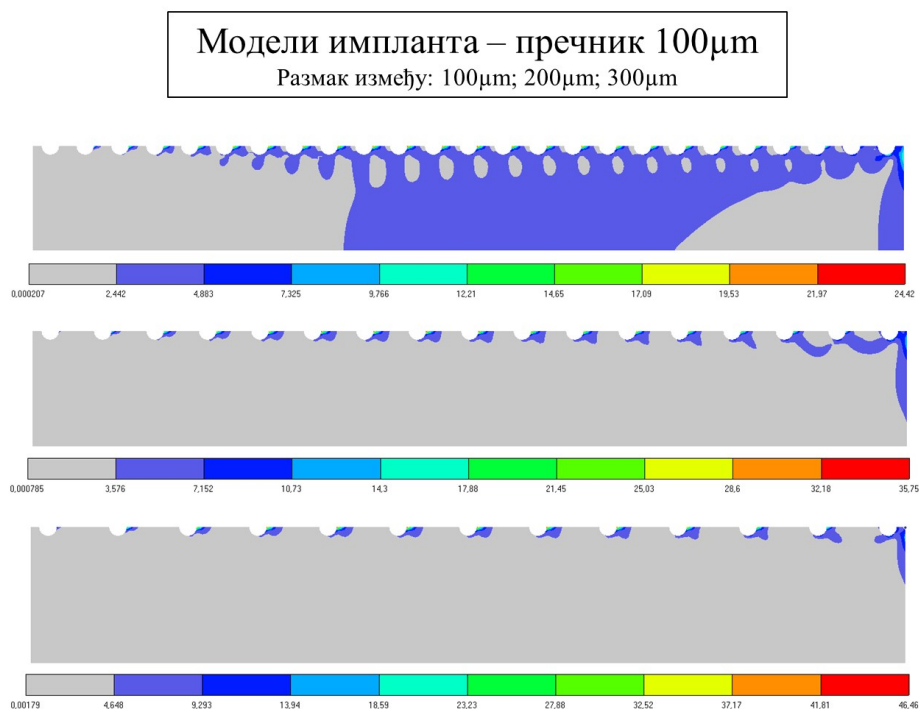 Модели импланта – пречник 100µm
Размак између: 100µm; 200µm; 300µm
0,000207 2,442 4,883 7,325 9,766 12,21 14,65 17,09 19,53 21,97 24,42
0,000785 3,576 7,152 10,73 14,3 17,88 21,45 25,03 28,6 32,18 35,75
0,00179 4,648 9,293 13,94 18,59 23,23 27,88 32,52 37,17 41,81 46,46